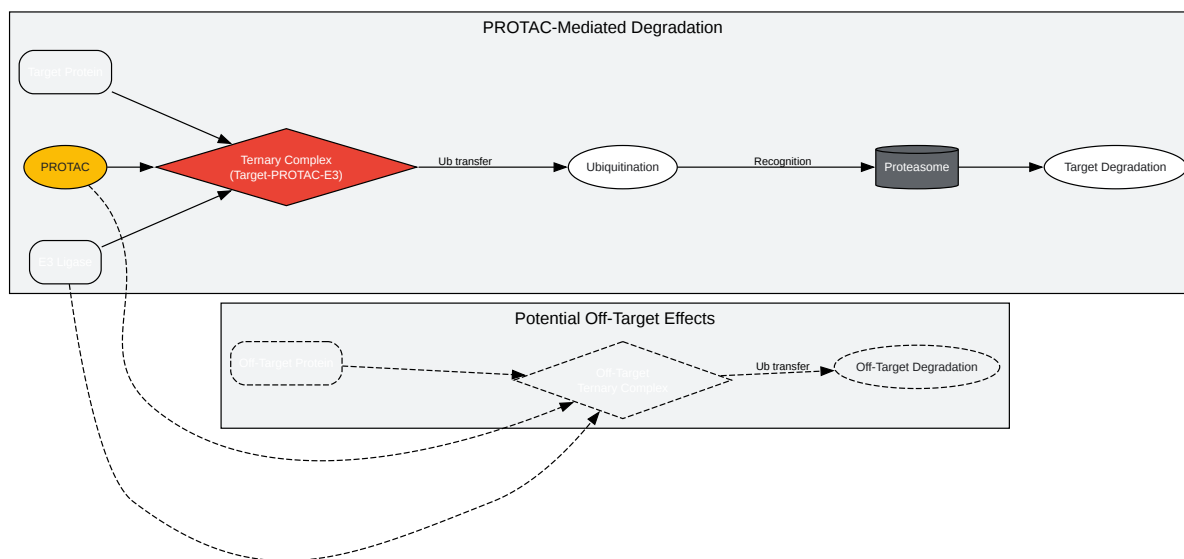 PROTAC-Mediated Degradation
Target Protein
PROTAC
E3 Ligase
Ternary Complex
(Target-PROTAC-E3)
Ub transfer
Ubiquitination
Recognition
Proteasome
Target Degradation
Potential Off-Target Effects
Off-Target Protein
Off-Target
Ternary Complex
Ub transfer
Off-Target Degradation